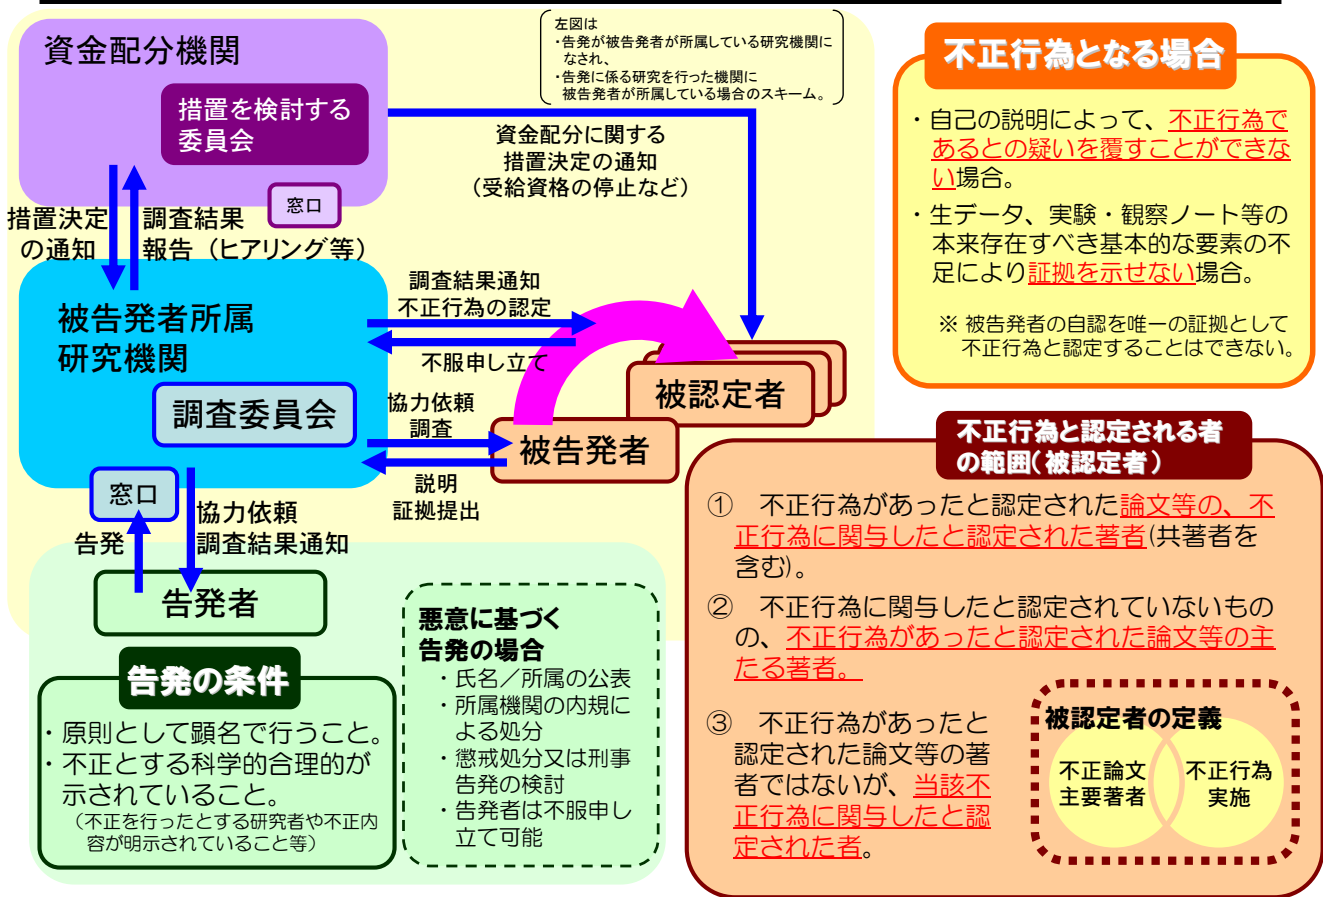 資金配分機関
措置を検討する
委員会
窓口
左図は
・告発が被告発者が所属している研究機関に
なされ、
・告発に係る研究を行った機関に
被告発者が所属している場合のスキーム。
資金配分に関する
措置決定の通知
（受給資格の停止など）
措置決定
の通知
調査結果
報告（ヒアリング等）
被告発者所属
研究機関
調査委員会
窓口
調査結果通知
不正行為の認定
不服申し立て
協力依頼
調査
説明
証拠提出
被認定者
被告発者
告発
協力依頼
調査結果通知
告発者
告発の条件
・原則として顕名で行うこと。
・不正とする科学的合理的が
示されていること。
（不正を行ったとする研究者や不正内
容が明示されていること等）
悪意に基づく
告発の場合
・氏名／所属の公表
・所属機関の内規に
よる処分
・懲戒処分又は刑事
告発の検討
・告発者は不服申し
立て可能
不正行為となる場合
・自己の説明によって、不正行為で
あるとの疑いを覆すことができな
い場合。
・生データ、実験・観察ノート等の
本来存在すべき基本的な要素の不
足により証拠を示せない場合。
※ 被告発者の自認を唯一の証拠として
不正行為と認定することはできない。
不正行為と認定される者
の範囲（被認定者）
① 不正行為があったと認定された論文等の、不
正行為に関与したと認定された著者（共著者を
含む）。
② 不正行為に関与したと認定されていないもの
の、不正行為があったと認定された論文等の主
たる著者。
③ 不正行為があったと
認定された論文等の著
者ではないが、当該不
正行為に関与したと認
定された者。
被認定者の定義
不正論文
主要著者
不正行為
実施